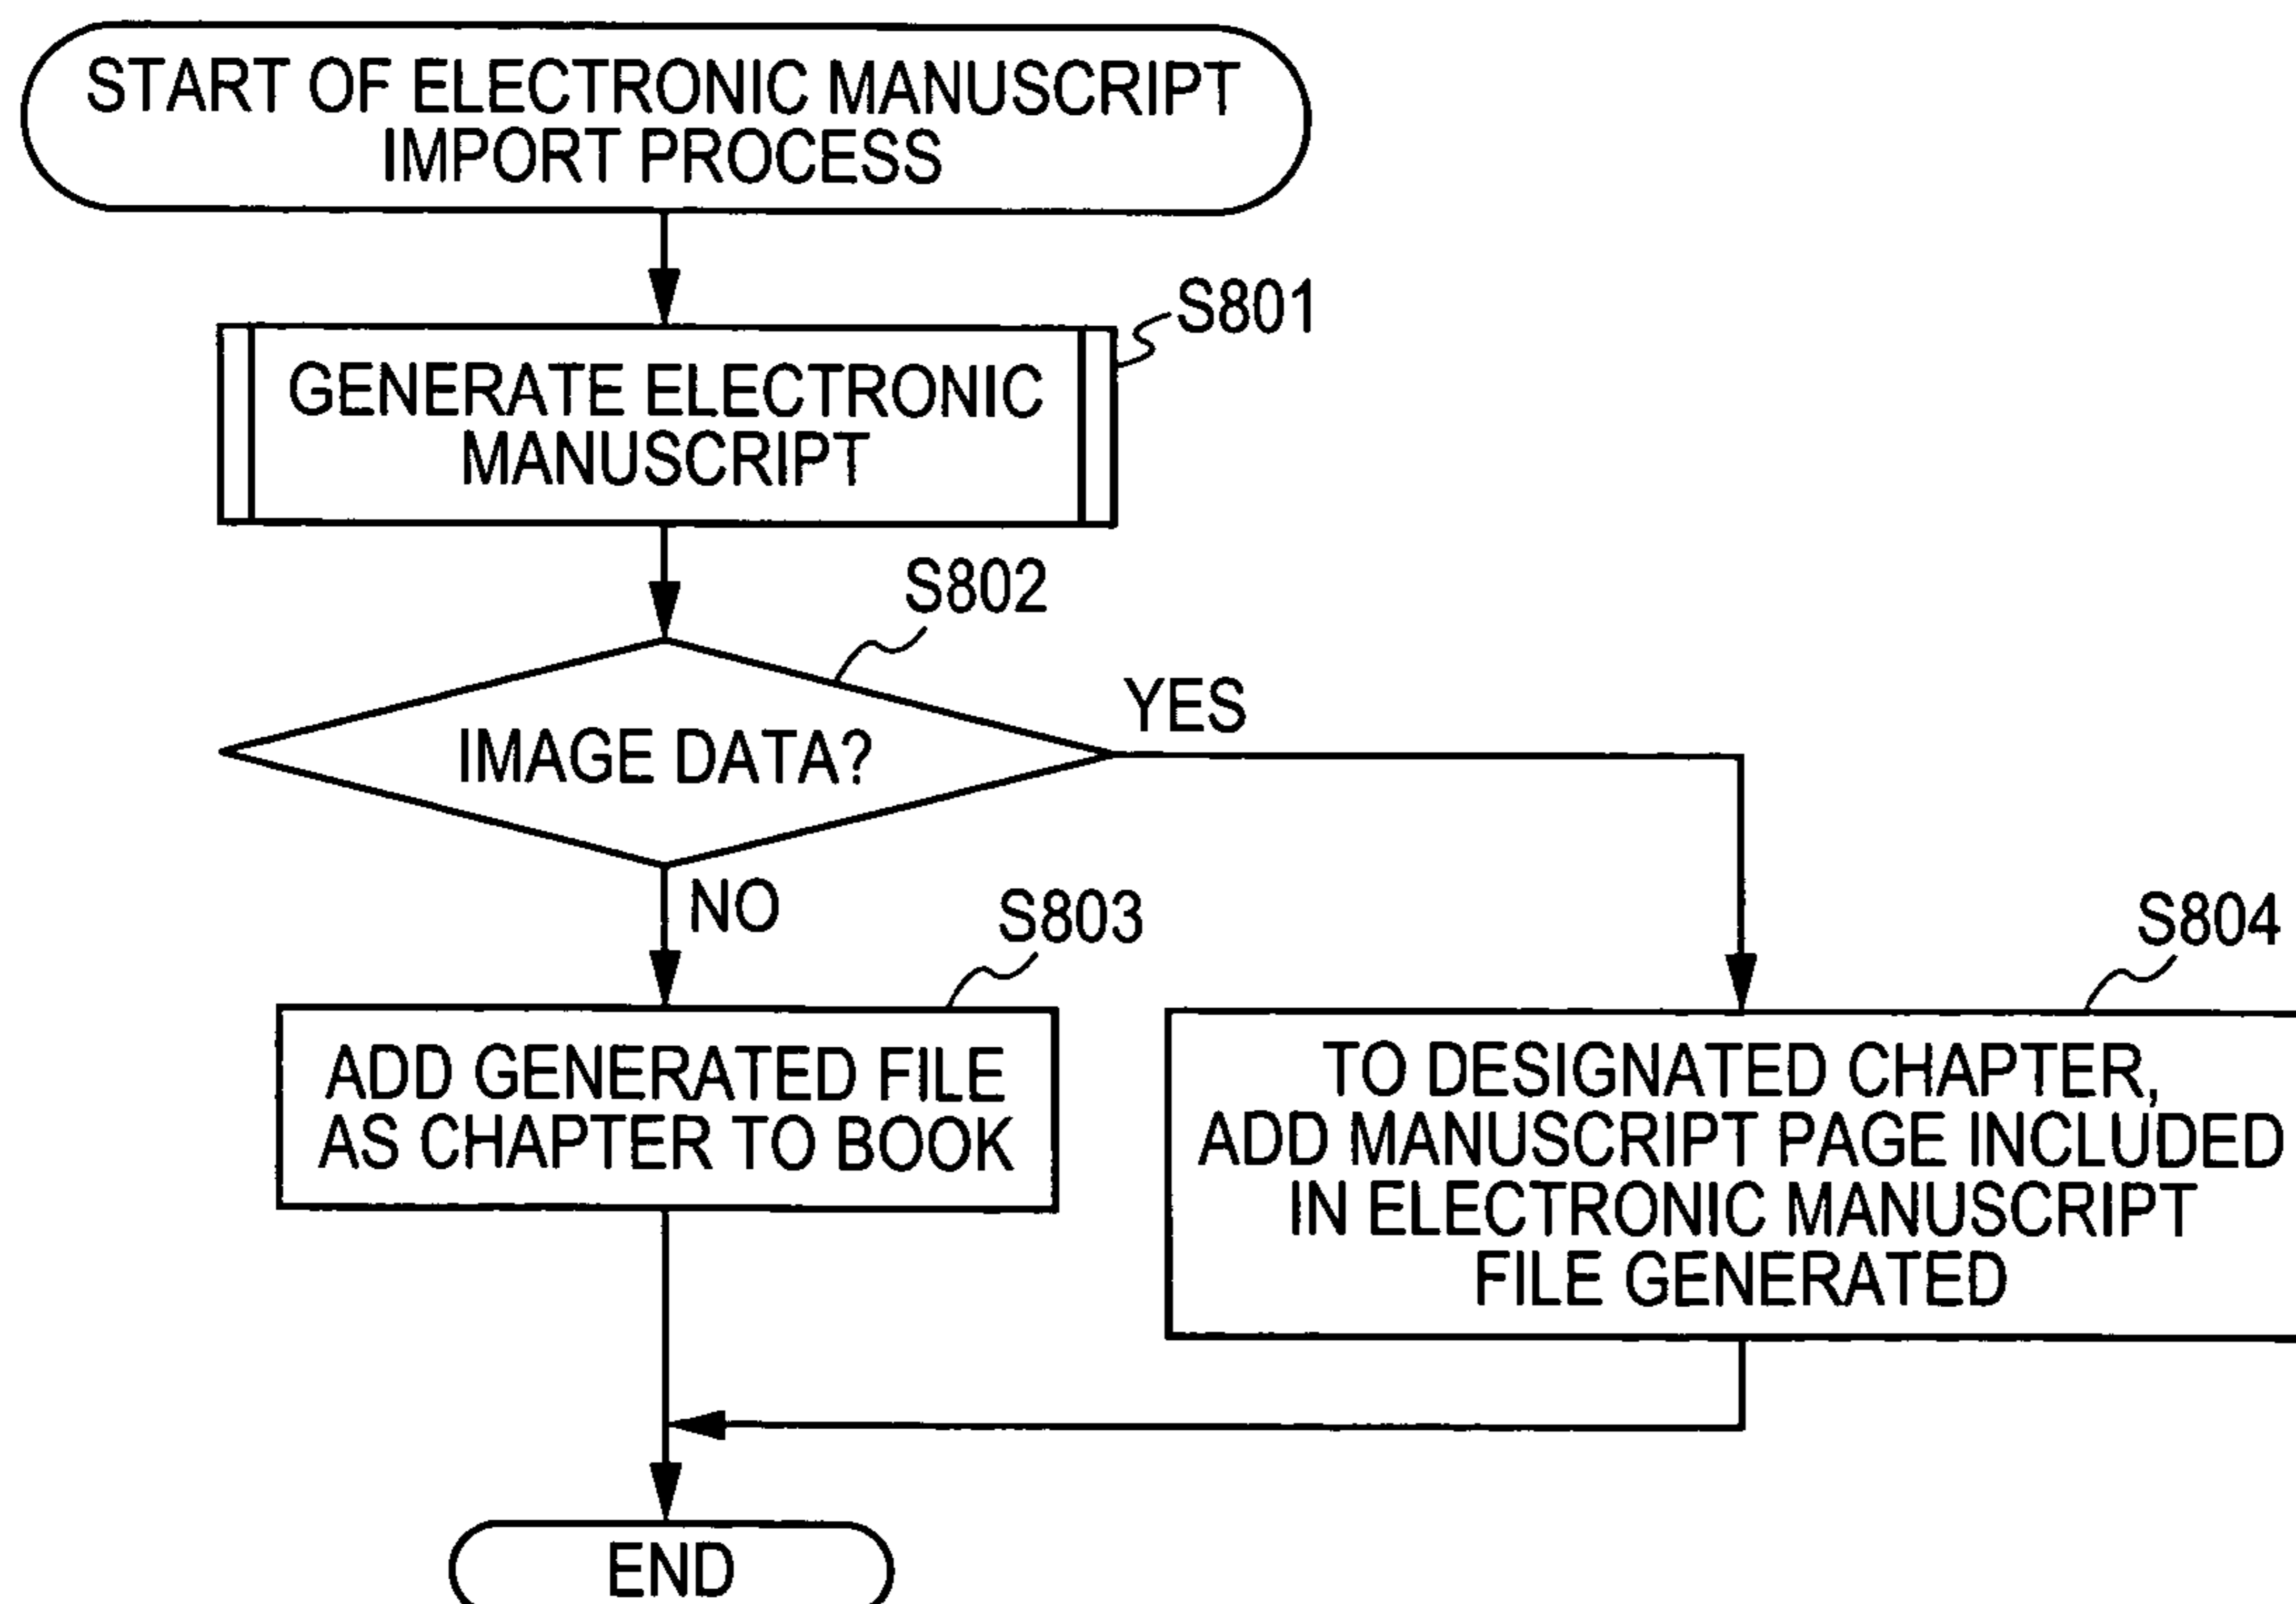 START OF ELECTRONIC MANUSCRIPT
IMPORT PROCESS
S801
GENERATE ELECTRONIC
MANUSCRIPT
S802
IMAGE DATA?
YES
NO
S803
ADD GENERATED FILE
AS CHAPTER TO BOOK
S804
TO DESIGNATED CHAPTER,
ADD MANUSCRIPT PAGE INCLUDED
IN ELECTRONIC MANUSCRIPT
FILE GENERATED
END